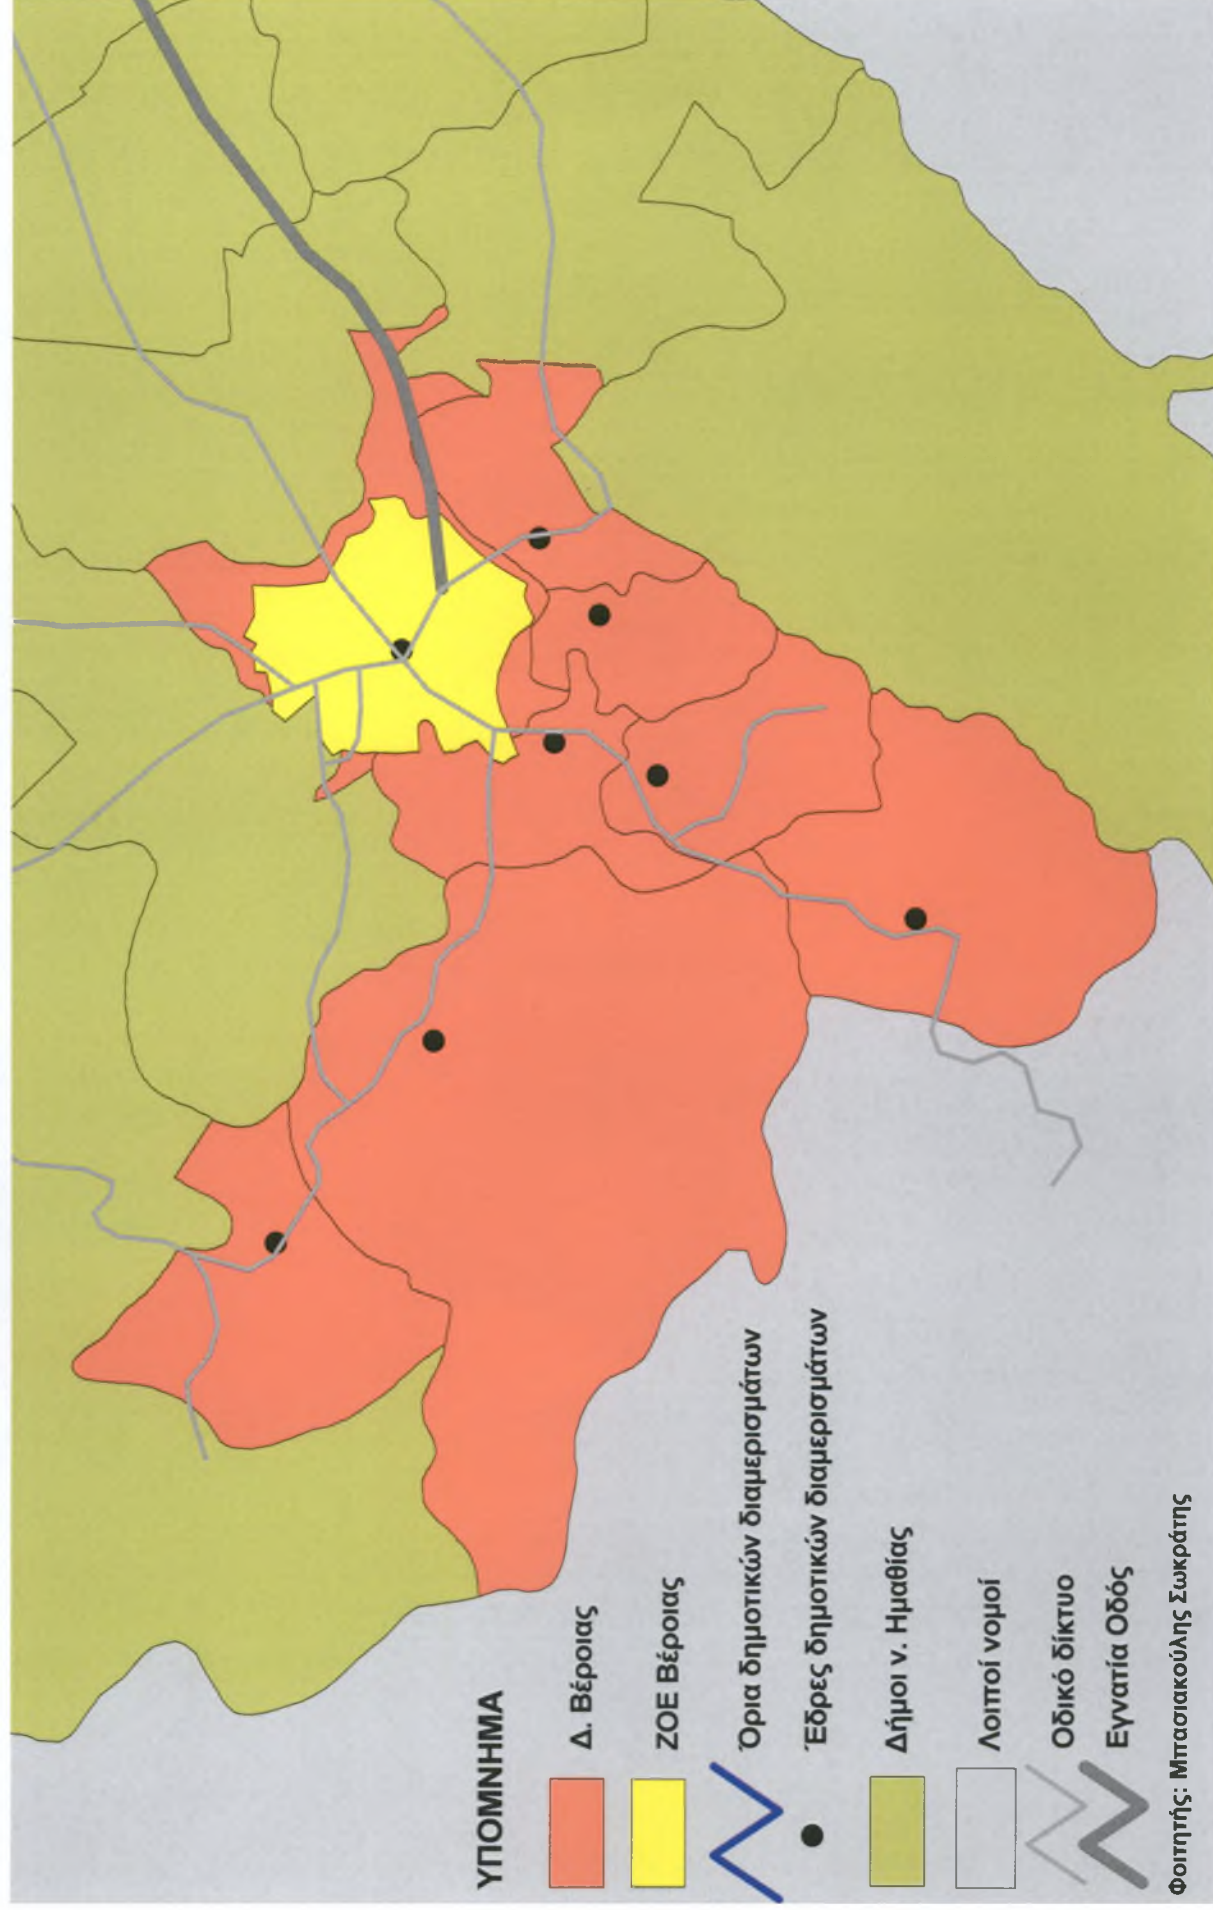 ΥΠΟΜΝΗΜΑ
Δ. Βέροιας
ΖΟΕ Βέροιας
Όρια δημοτικών διαμερισμάτων
Έδρες δημοτικών διαμερισμάτων
Δήμοι ν. Ημαθίας
Λοιποί νομοί
Οδικό δίκτυο
Εγνατία Οδός
Φοιτητής: Μπασιακούλης Σωκράτης